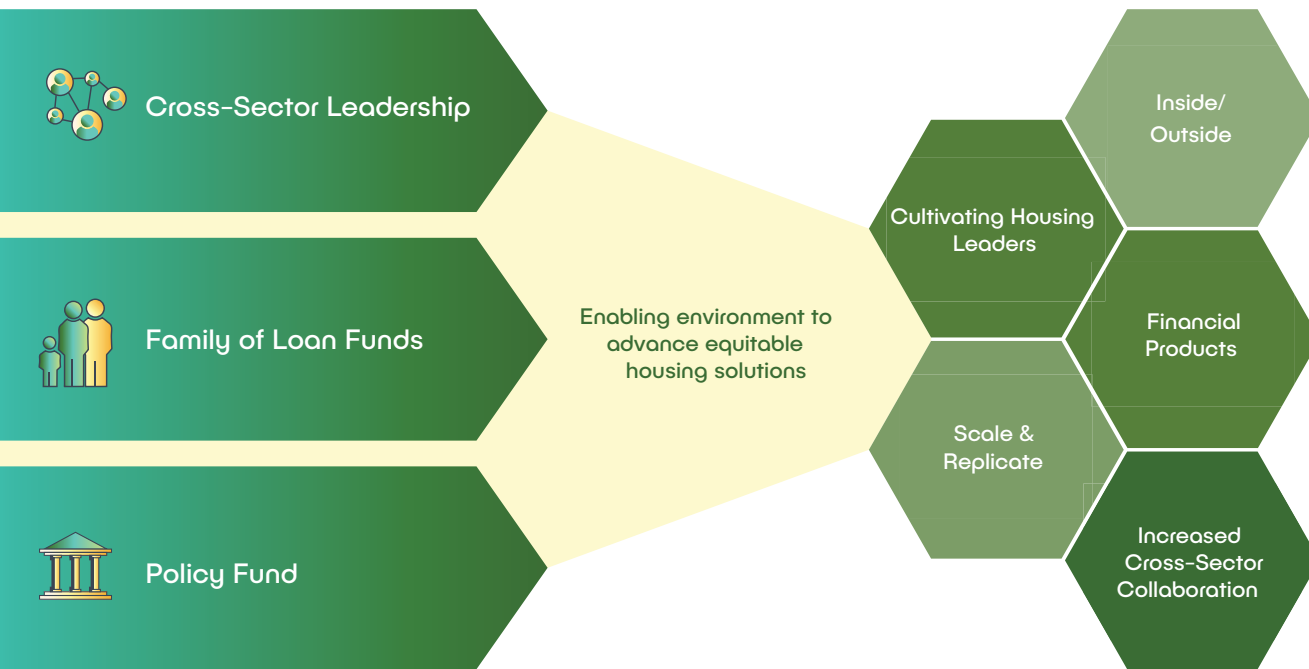 Cross-Sector Leadership
Family of Loan Funds
Policy Fund
Enabling environment to
advance equitable
housing solutions
Cultivating Housing
Leaders
Scale &
Replicate
Inside/
Outside
Financial
Products
Increased
Cross-Sector
Collaboration